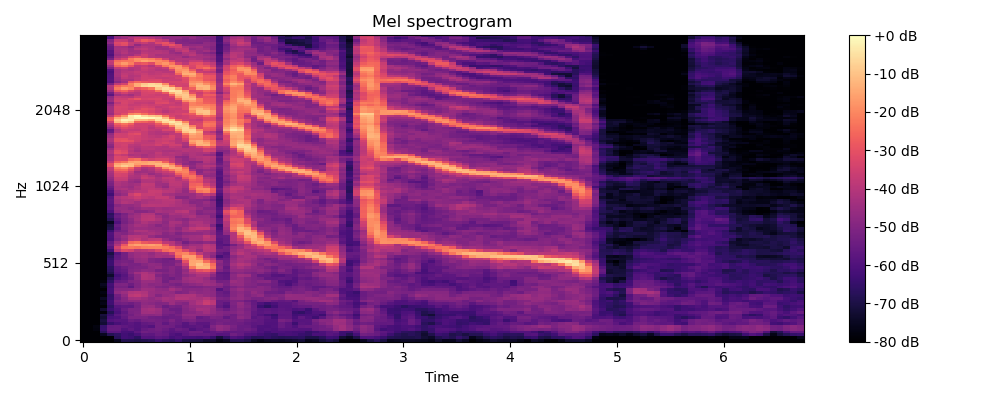 Mel spectrogram
Hz
2048
1024
512
0
0 1 2 3 4 5 6
Time
+0 dB
-10 dB
-20 dB
-30 dB
-40 dB
-50 dB
-60 dB
-70 dB
-80 dB